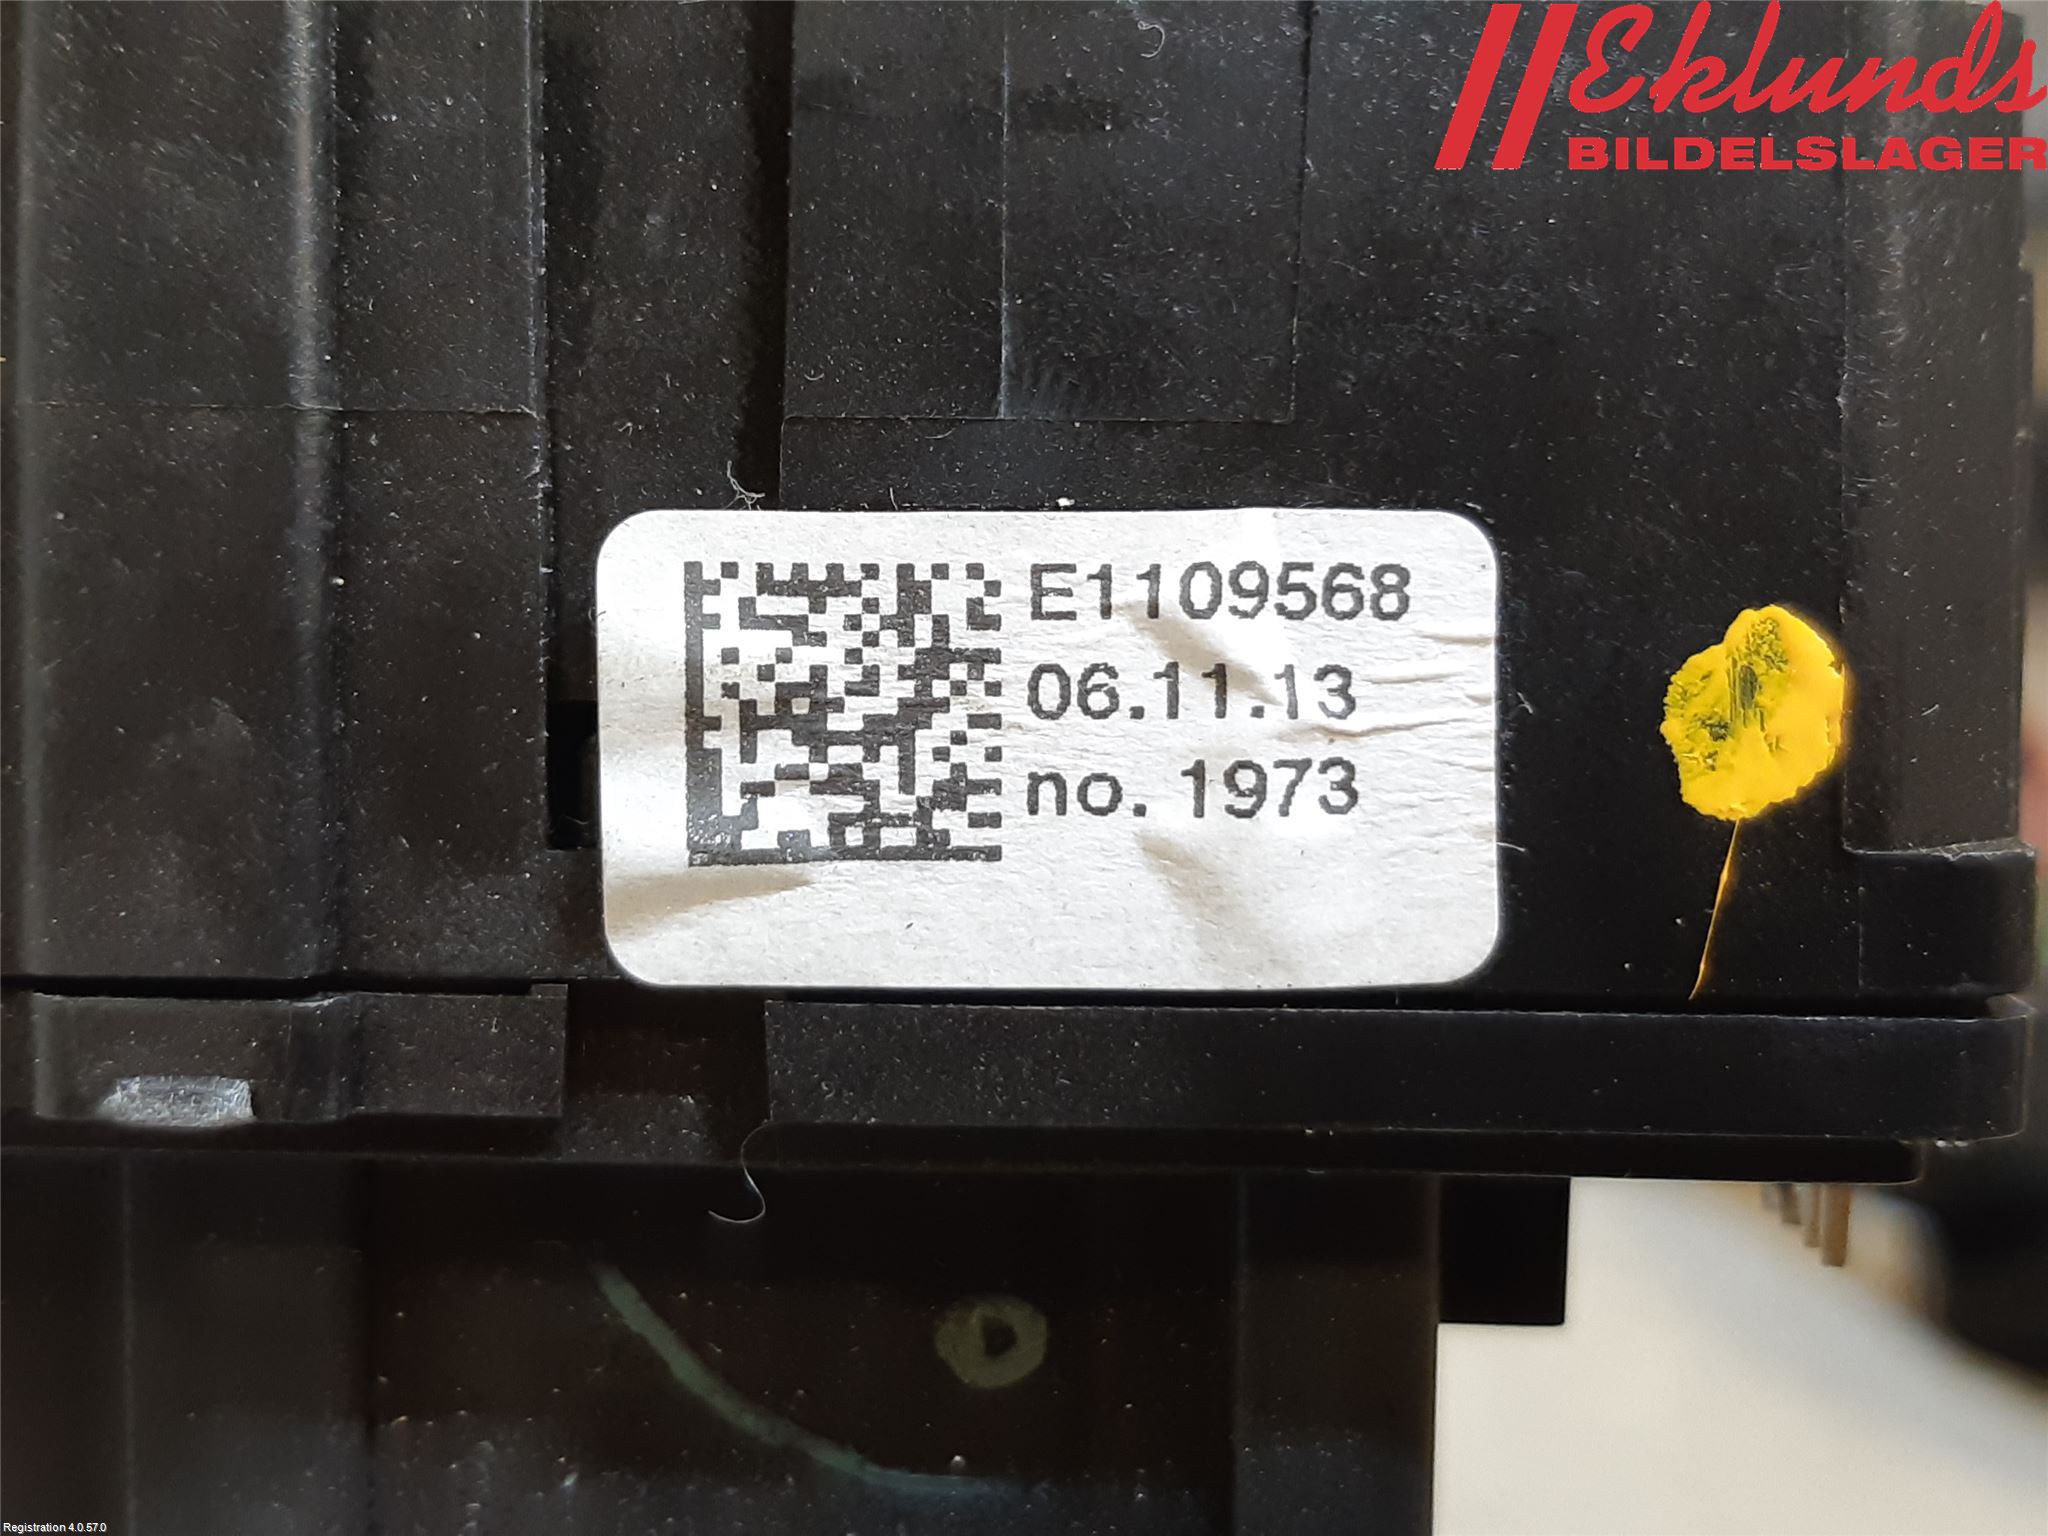 Eklunds
BILDELSLAGER
E1109568
06.11.13
no. 1973
Registration 4.0.57.0